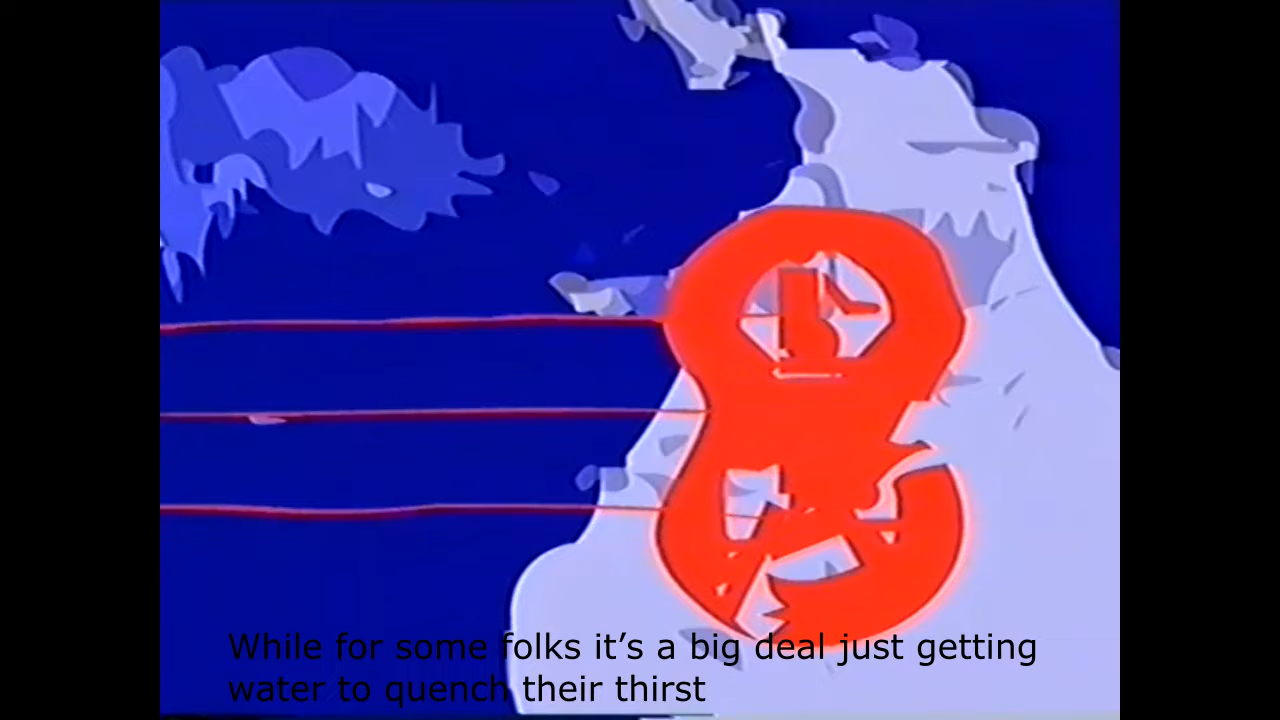 While for some folks it's a big deal just getting
water to quench their thirst